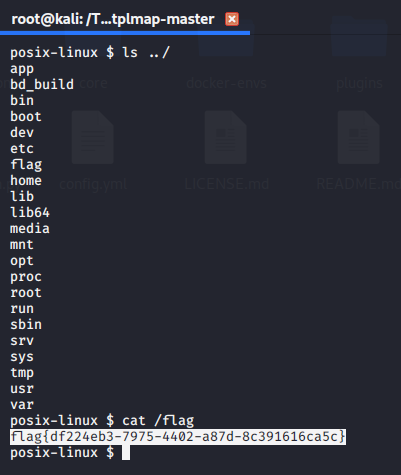 root@kali: /T...tplmap-master
posix-linux $ ls ../
app
bd_build
bin
boot
dev
etc
flag
home
lib
lib64
media
mnt
opt
proc
root
run
sbin
srv
sys
tmp
usr
var
posix-linux $ cat /flag
flag{df224eb3-7975-4402-a87d-8c391616ca5c}
posix-linux $
core
docker-envs
plugins
config.yml
LICENSE.md
README.md